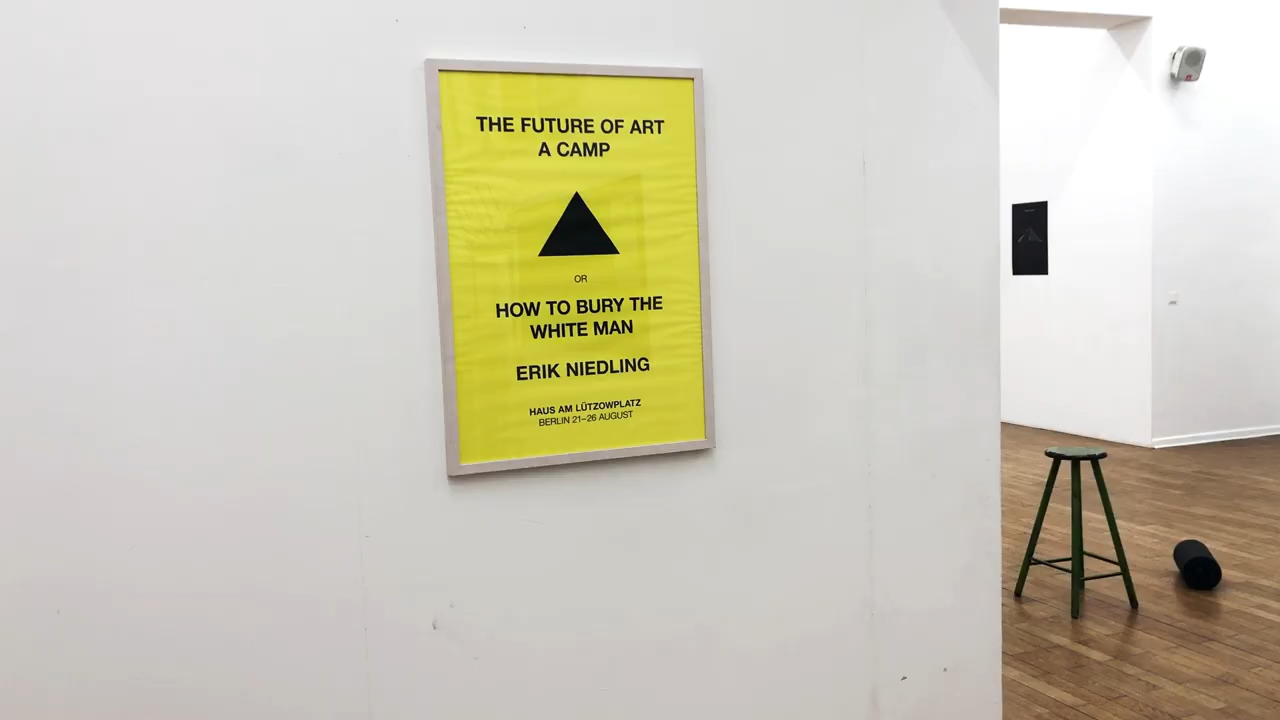 THE FUTURE OF ART
A CAMP
OR
HOW TO BURY THE
WHITE MAN
ERIK NIEDLING
HAUS AM LÜTZOWPLATZ
BERLIN 21–26 AUGUST